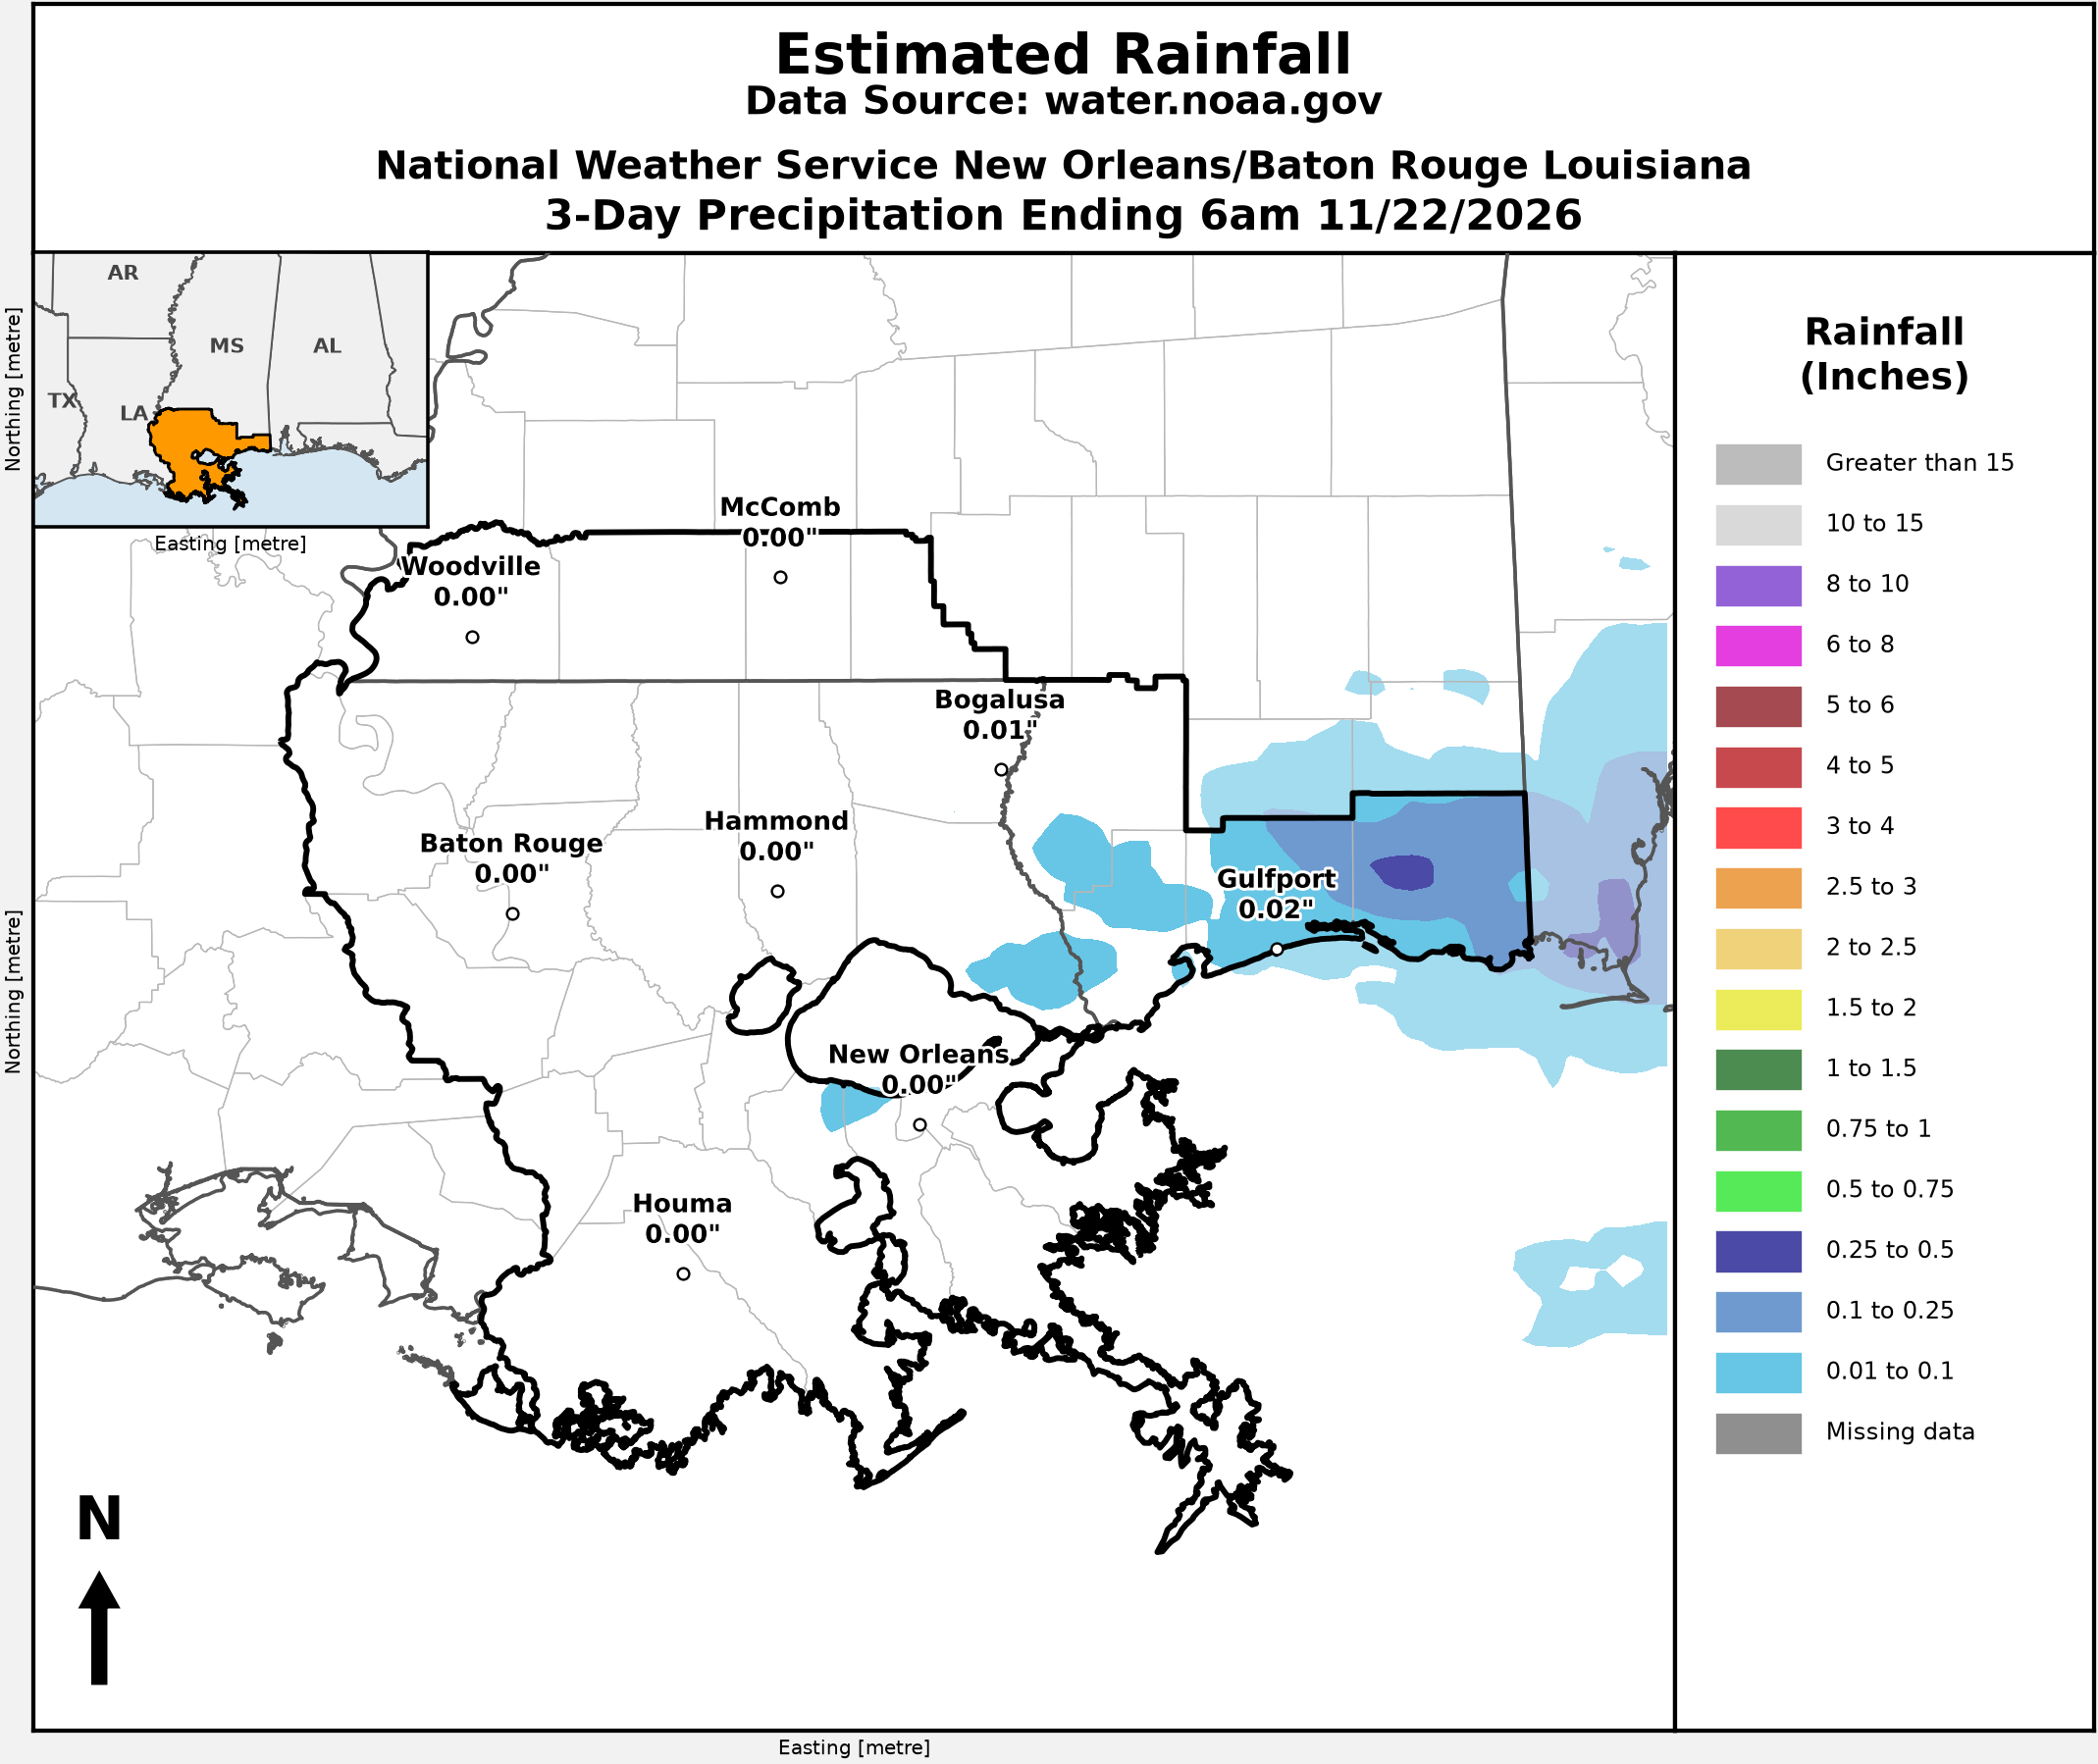 Estimated Rainfall
Data Source: water.noaa.gov
National Weather Service New Orleans/Baton Rouge Louisiana
3-Day Precipitation Ending 6am 11/22/2026
AR
MS
AL
TX
LA
Northing [metre]
Easting [metre]
McComb
0.00"
Woodville
0.00"
Bogalusa
0.01"
Hammond
0.00"
Baton Rouge
0.00"
Gulfport
0.02"
New Orleans
0.00"
Houma
0.00"
N
Northing [metre]
Easting [metre]
Rainfall
(Inches)
Greater than 15
10 to 15
8 to 10
6 to 8
5 to 6
4 to 5
3 to 4
2.5 to 3
2 to 2.5
1.5 to 2
1 to 1.5
0.75 to 1
0.5 to 0.75
0.25 to 0.5
0.1 to 0.25
0.01 to 0.1
Missing data